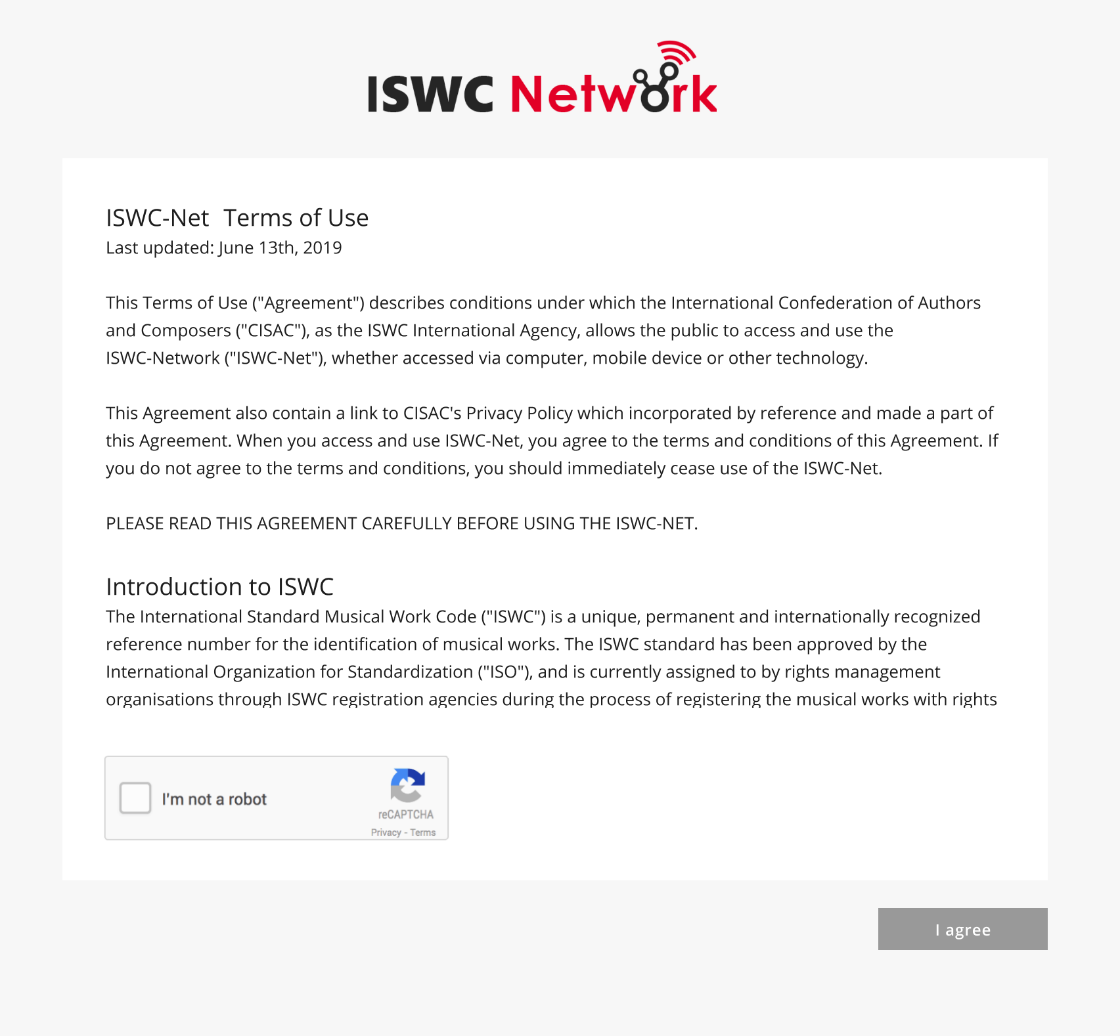 ISWC Network
ISWC-Net Terms of Use
Last updated: June 13th, 2019
This Terms of Use ("Agreement") describes conditions under which the International Confederation of Authors
and Composers ("CISAC"), as the ISWC International Agency, allows the public to access and use the
ISWC-Network ("ISWC-Net"), whether accessed via computer, mobile device or other technology.
This Agreement also contain a link to CISAC's Privacy Policy which incorporated by reference and made a part of
this Agreement. When you access and use ISWC-Net, you agree to the terms and conditions of this Agreement. If
you do not agree to the terms and conditions, you should immediately cease use of the ISWC-Net.
PLEASE READ THIS AGREEMENT CAREFULLY BEFORE USING THE ISWC-NET.
Introduction to ISWC
The International Standard Musical Work Code ("ISWC") is a unique, permanent and internationally recognized
reference number for the identification of musical works. The ISWC standard has been approved by the
International Organization for Standardization ("ISO"), and is currently assigned to by rights management
organisations through ISWC registration agencies during the process of registering the musical works with rights
I'm not a robot
reCAPTCHA
Privacy - Terms
I agree